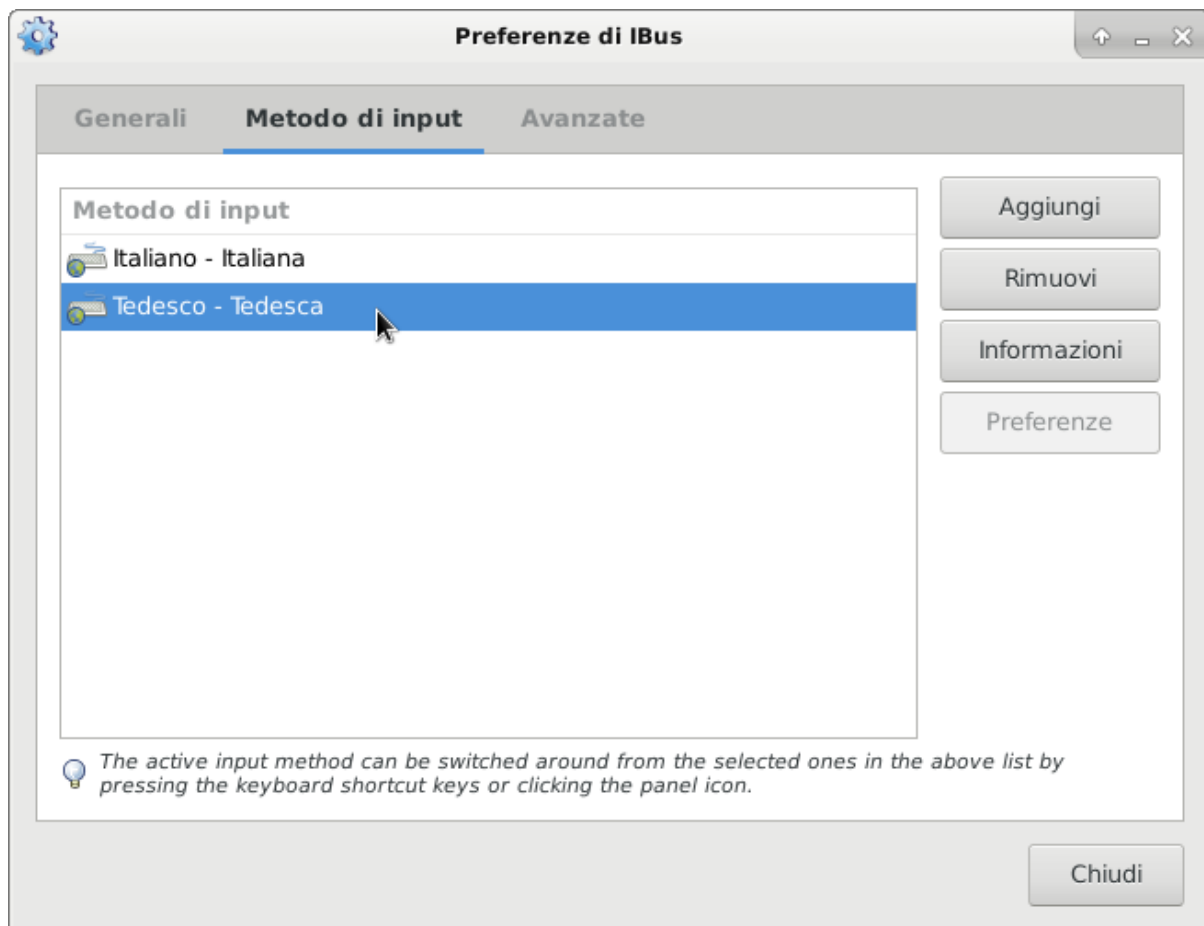 Preferenze di IBus
Generali Metodo di input Avanzate
Metodo di input
Italiano - Italiana
Tedesco - Tedesca
Aggiungi
Rimuovi
Informazioni
Preferenze
The active input method can be switched around from the selected ones in the above list by
pressing the keyboard shortcut keys or clicking the panel icon.
Chiudi